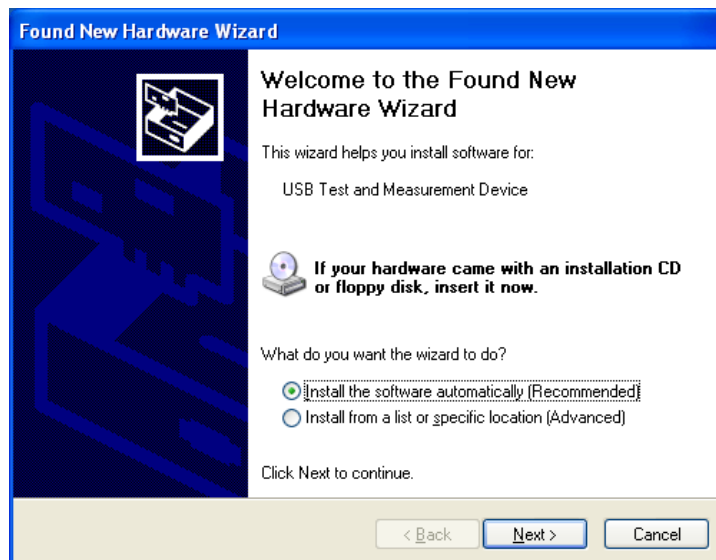 Found New Hardware Wizard
Welcome to the Found New
Hardware Wizard
This wizard helps you install software for:
USB Test and Measurement Device
If your hardware came with an installation CD
or floppy disk, insert it now.
What do you want the wizard to do?
Install the software automatically (Recommended)
Install from a list or specific location (Advanced)
Click Next to continue.
< Back
Next >
Cancel